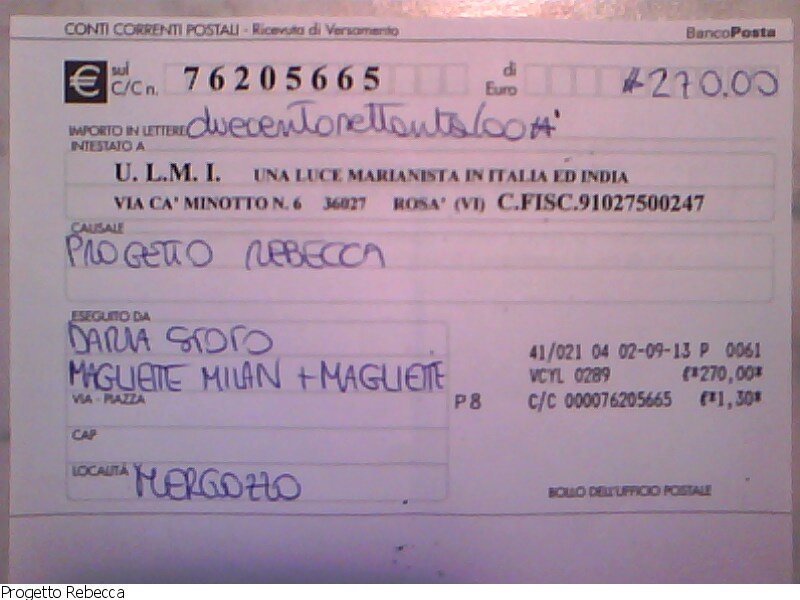 CONTI CORRENTI POSTALI - Ricevuta di Versamento BancoPosta
€ sul C/C n. 76205665 di Euro #270.00
IMPORTO IN LETTERE duecentosettanta/00#
INTESTATO A
U. L.M. I. UNA LUCE MARIANISTA IN ITALIA ED INDIA
VIA CA' MINOTTO N. 6 36027 ROSA' (VI) C.FISC.91027500247
CAUSALE
PROGETTO REBECCA
ESEGUITO DA
DARIA
MAGLIETTE MILAN + MAGLIETTE
VIA - PIAZZA
CAP
LOCALITÀ MERGOZZO
41/021 04 02-09-13 P 0061
VCYL 0289 €*270,00*
P 8 C/C 000076205665 €*1,30*
BOLLO DELL'UFFICIO POSTALE
Progetto Rebecca